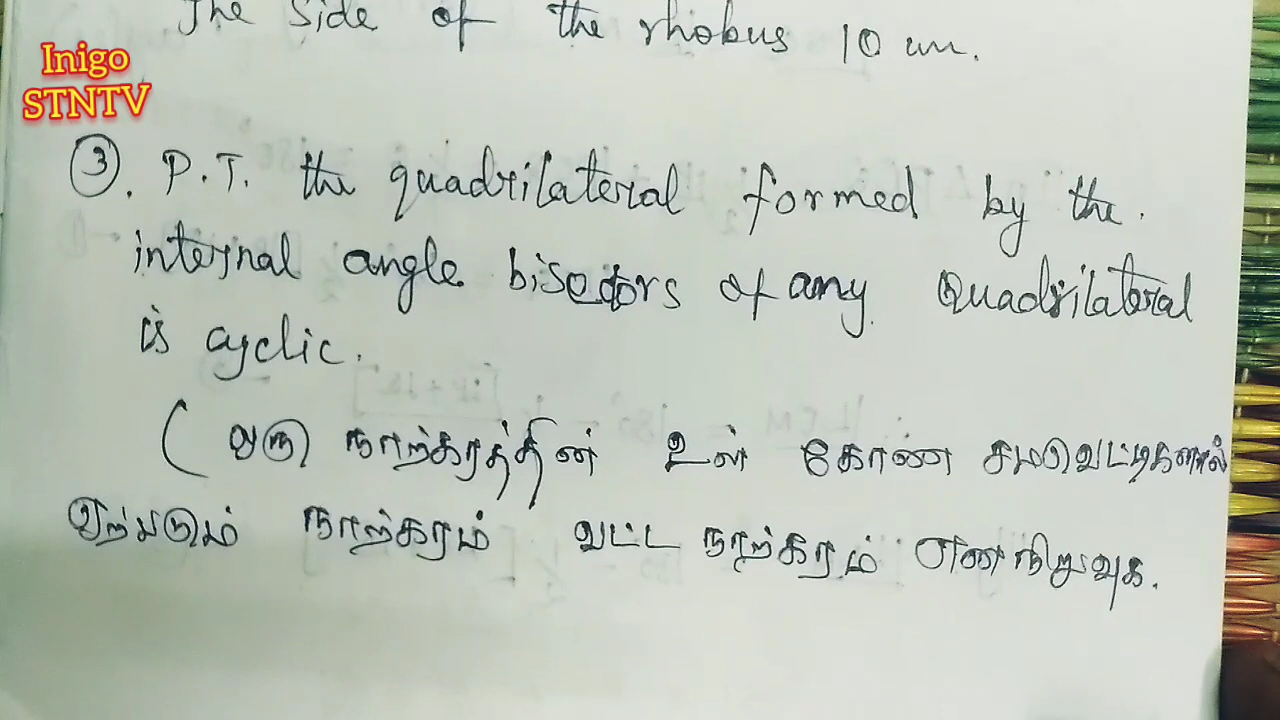 The side of the rhobus 10 cm.
Inigo
STNTV
③. P.T. the quadrilateral formed by the.
internal angle bisectors of any Quadrilateral
is cyclic.
( ஒரு நாற்கரத்தின் உள் கோண சமவெட்டிகளால்
ஏற்படும் நாற்கரம் வட்ட நாற்கரம் என நிறுவுக.